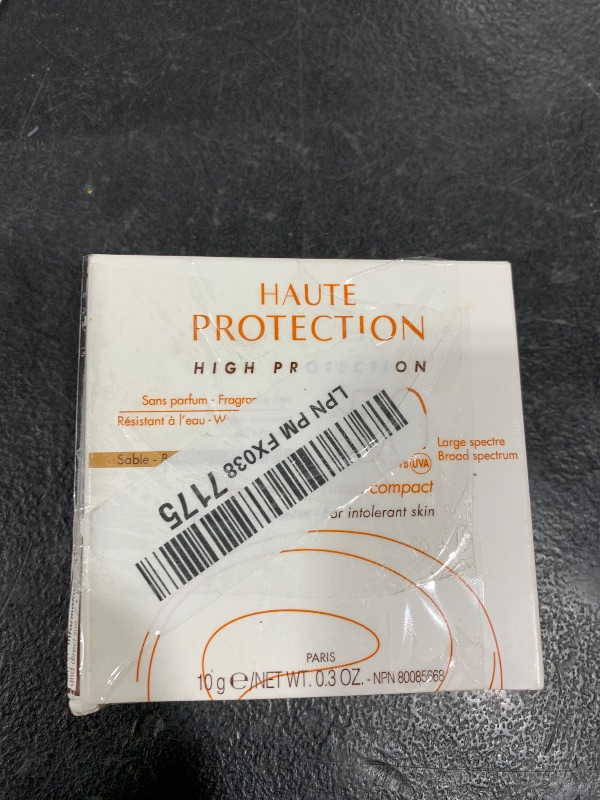 HAUTE
PROTECTION
HIGH PROTECTION
Sans parfum - Fragran
Résistant à l'eau - W
Sable - B
LPN PM FX038 7175
Large spectre
UVA
Broad spectrum
compact
or intolerant skin
PARIS
10 g e/NET WT. 0.3 OZ. - NPN 80085668